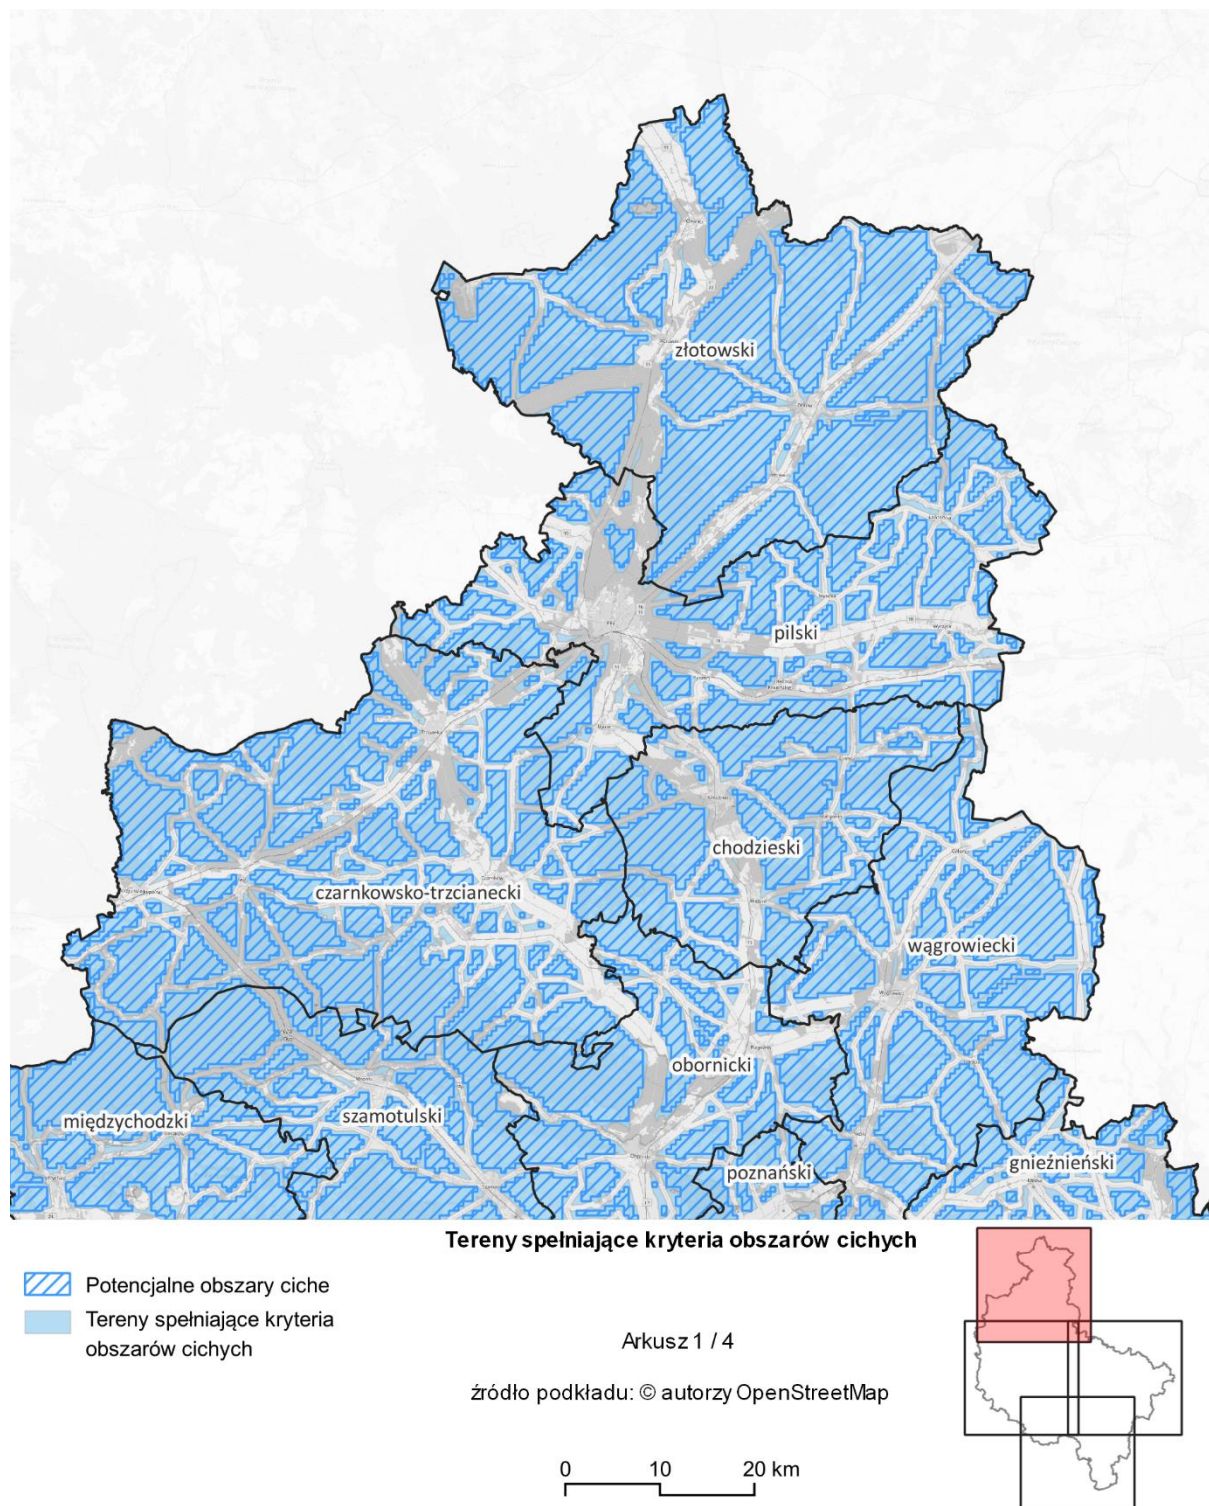 złotowski
pilski
chodzieski
czarnkowsko-trzcianecki
wągrowiecki
obornicki
międzychodzki
szamotulski
poznański
gnieźnieński
Tereny spełniające kryteria obszarów cichych
Potencjalne obszary ciche
Tereny spełniające kryteria
obszarów cichych
Arkusz 1 / 4
źródło podkładu: © autorzy OpenStreetMap
0 10 20 km